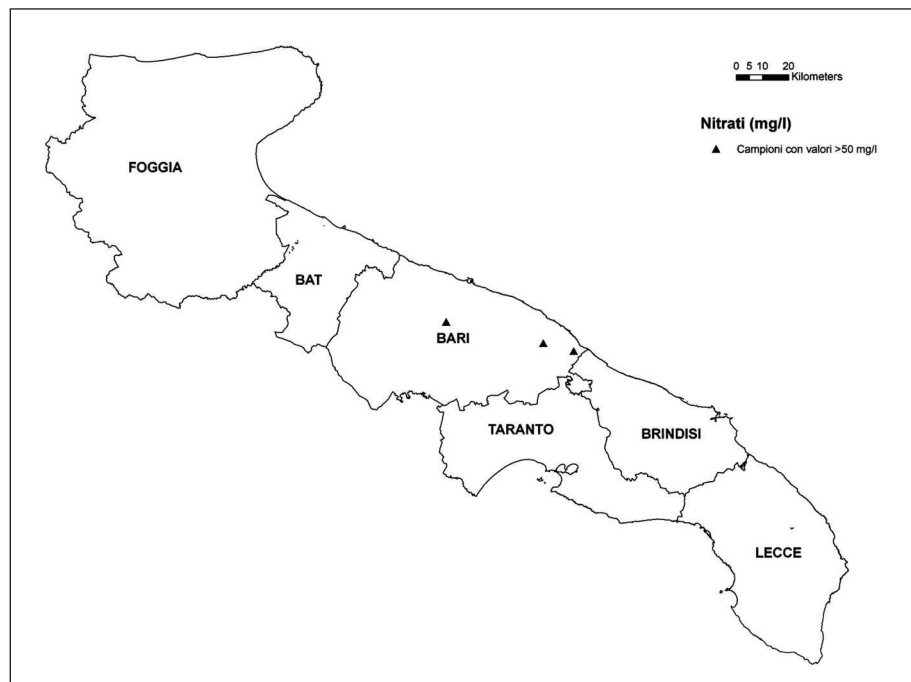 0 5 10 20
Kilometers
Nitrati (mg/l)
Campioni con valori >50 mg/l
FOGGIA
BAT
BARI
TARANTO
BRINDISI
LECCE